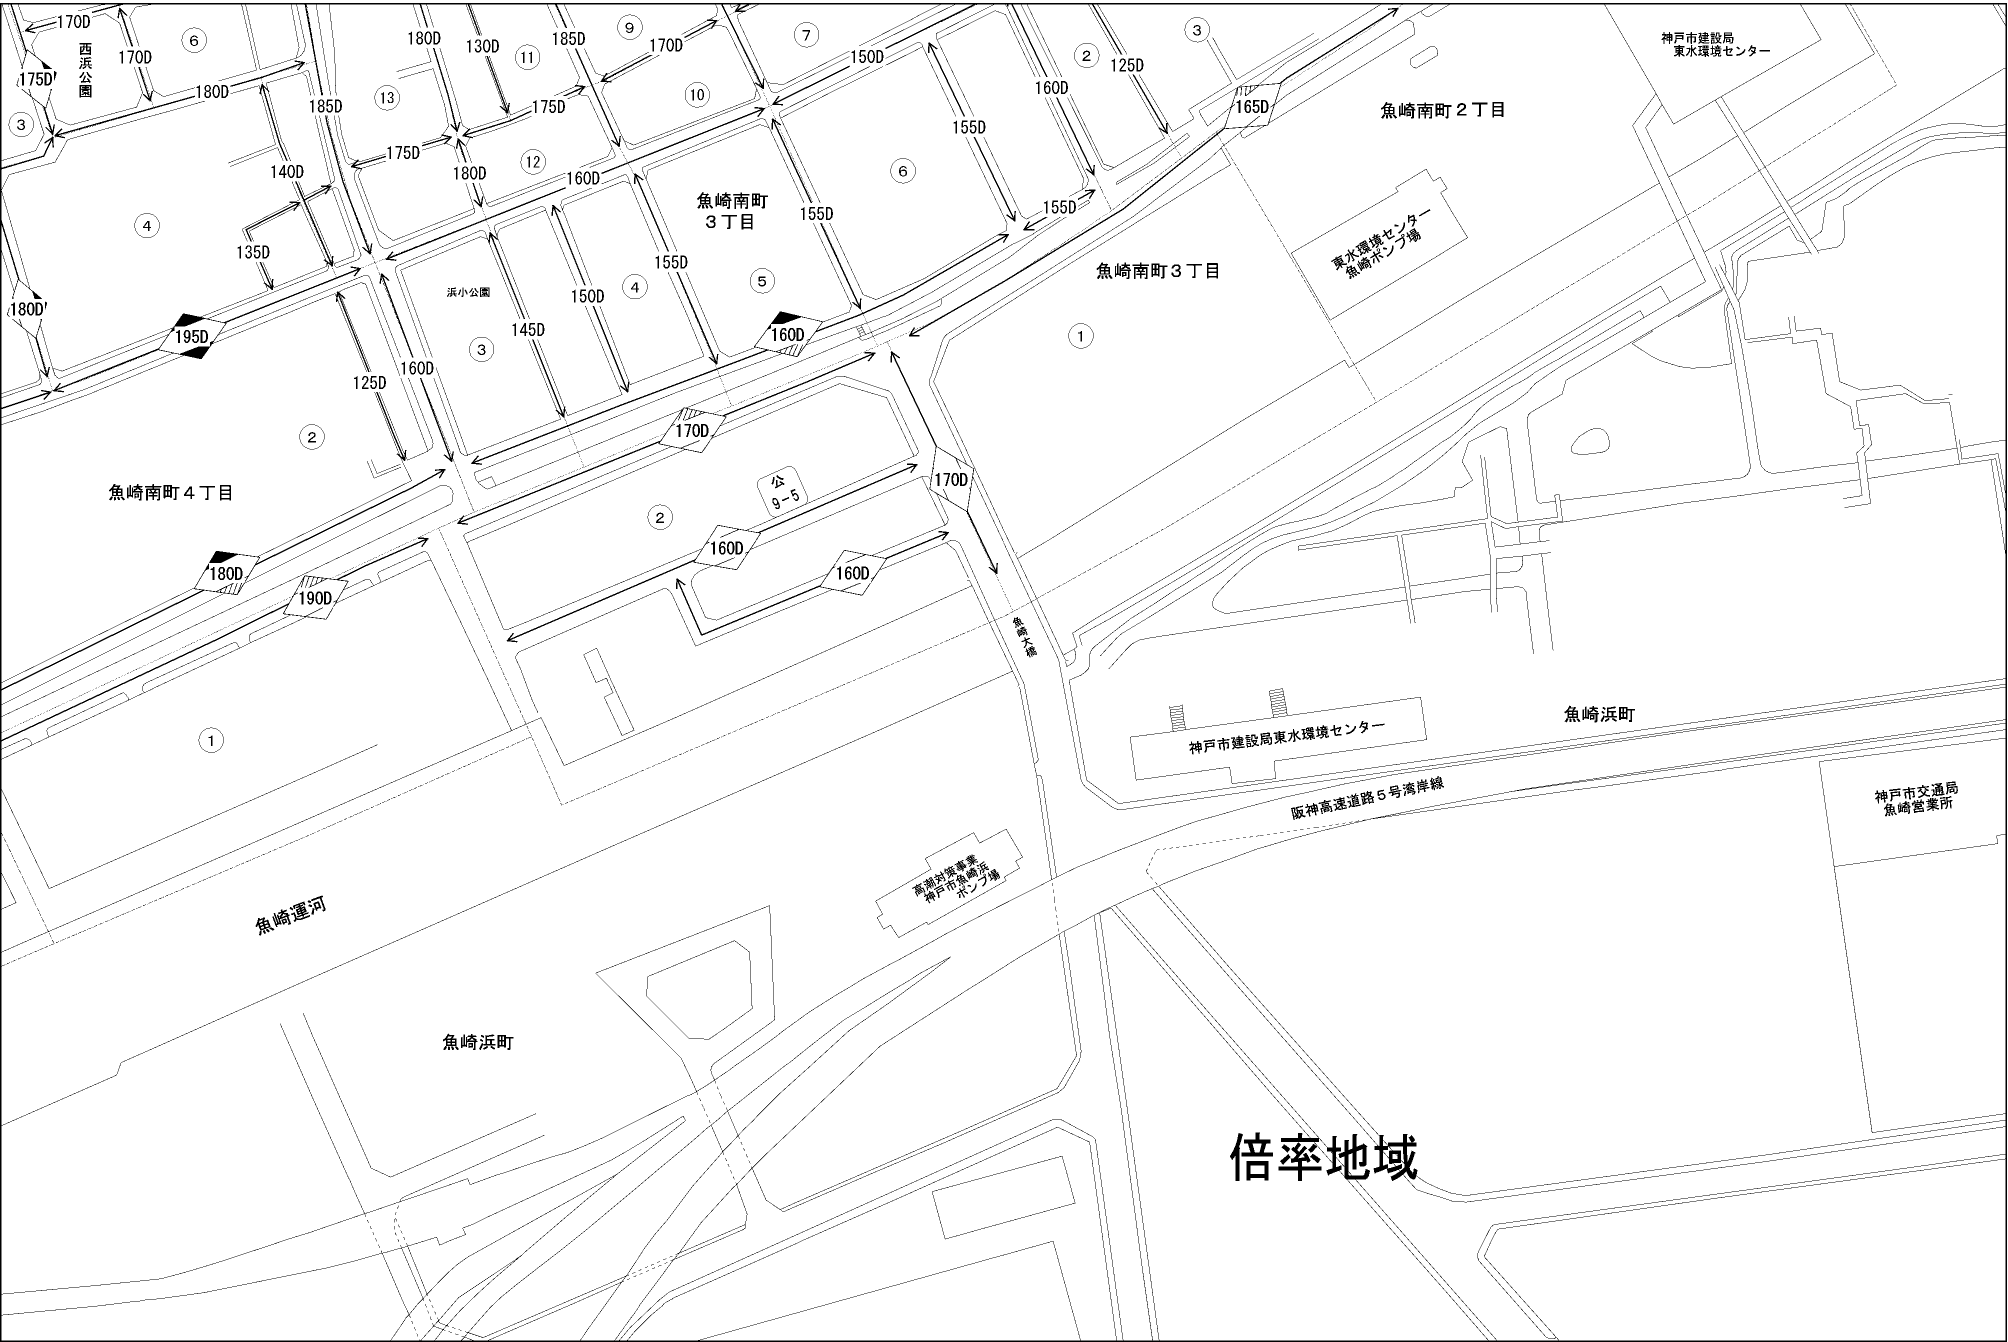 170D
西浜公園
6
170D
175D
3
180D
185D
13
180D
130D
11
185D
9
170D
7
150D
2
125D
3
160D
165D
神戸市建設局
東水環境センター
魚崎南町２丁目
10
175D
175D
12
180D
160D
155D
6
155D
140D
4
135D
180D
195D
125D
160D
浜小公園
3
145D
150D
4
155D
魚崎南町
３丁目
5
155D
160D
魚崎南町３丁目
1
東水環境センター
魚崎ポンプ場
2
魚崎南町４丁目
170D
公
9-5
2
170D
160D
160D
180D
190D
1
魚崎大橋
神戸市建設局東水環境センター
魚崎浜町
阪神高速道路５号湾岸線
神戸市交通局
魚崎営業所
高潮対策事業
神戸市魚崎浜
ポンプ場
魚崎運河
魚崎浜町
倍率地域